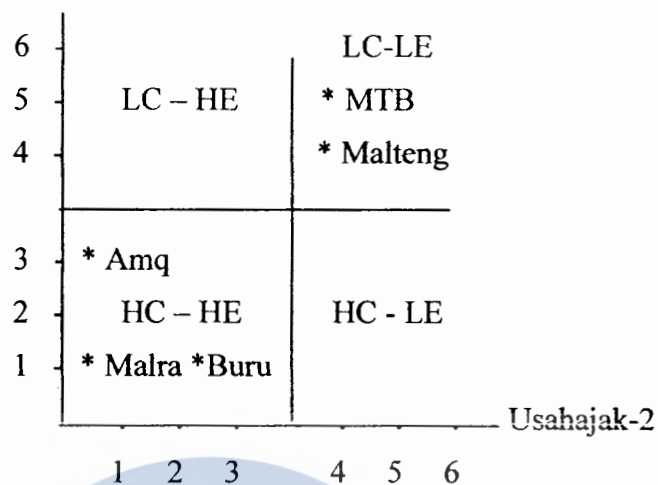 6 LC-LE
5 LC – HE * MTB
4 * Malteng
3 * Amq
2 HC – HE HC - LE
1 * Malra *Buru
Usahajak-2
1 2 3 4 5 6